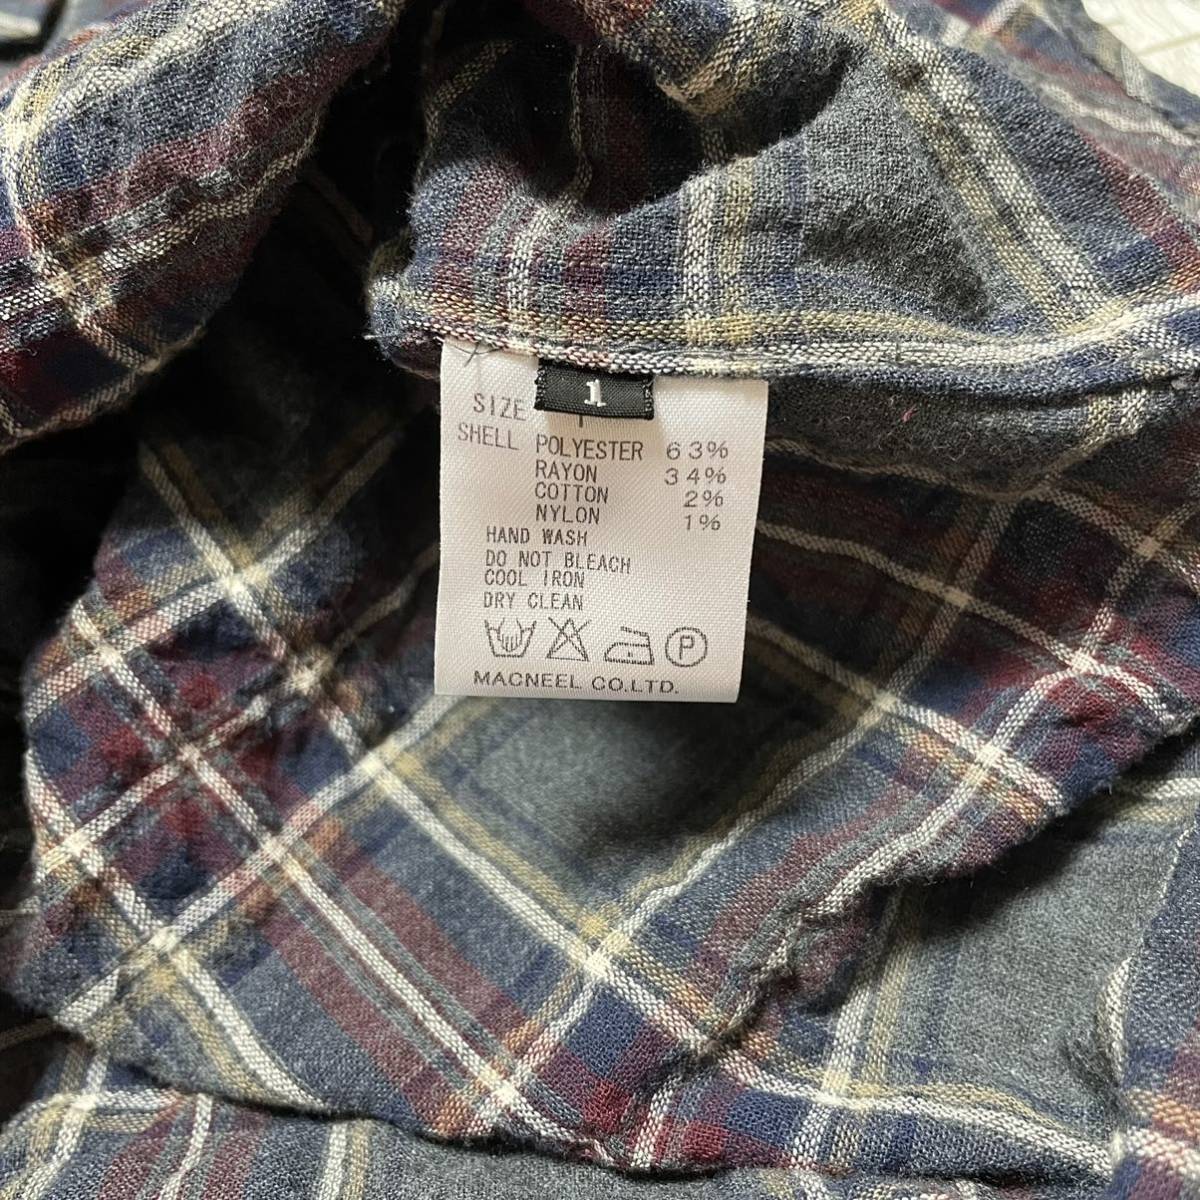 1
SIZE
SHELL POLYESTER 63%
RAYON 34%
COTTON 2%
NYLON 1%
HAND WASH
DO NOT BLEACH
COOL IRON
DRY CLEAN
P
MACNEEL CO.LTD.